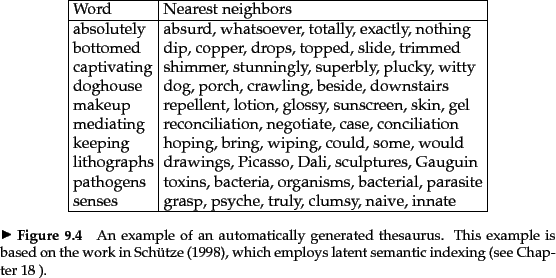 Word Nearest neighbors
absolutely absurd, whatsoever, totally, exactly, nothing
bottomed dip, copper, drops, topped, slide, trimmed
captivating shimmer, stunningly, superbly, plucky, witty
doghouse dog, porch, crawling, beside, downstairs
makeup repellent, lotion, glossy, sunscreen, skin, gel
mediating reconciliation, negotiate, case, conciliation
keeping hoping, bring, wiping, could, some, would
lithographs drawings, Picasso, Dali, sculptures, Gauguin
pathogens toxins, bacteria, organisms, bacterial, parasite
senses grasp, psyche, truly, clumsy, naive, innate
▶ Figure 9.4 An example of an automatically generated thesaurus. This example is
based on the work in Schütze (1998), which employs latent semantic indexing (see Chap-
ter 18 ).